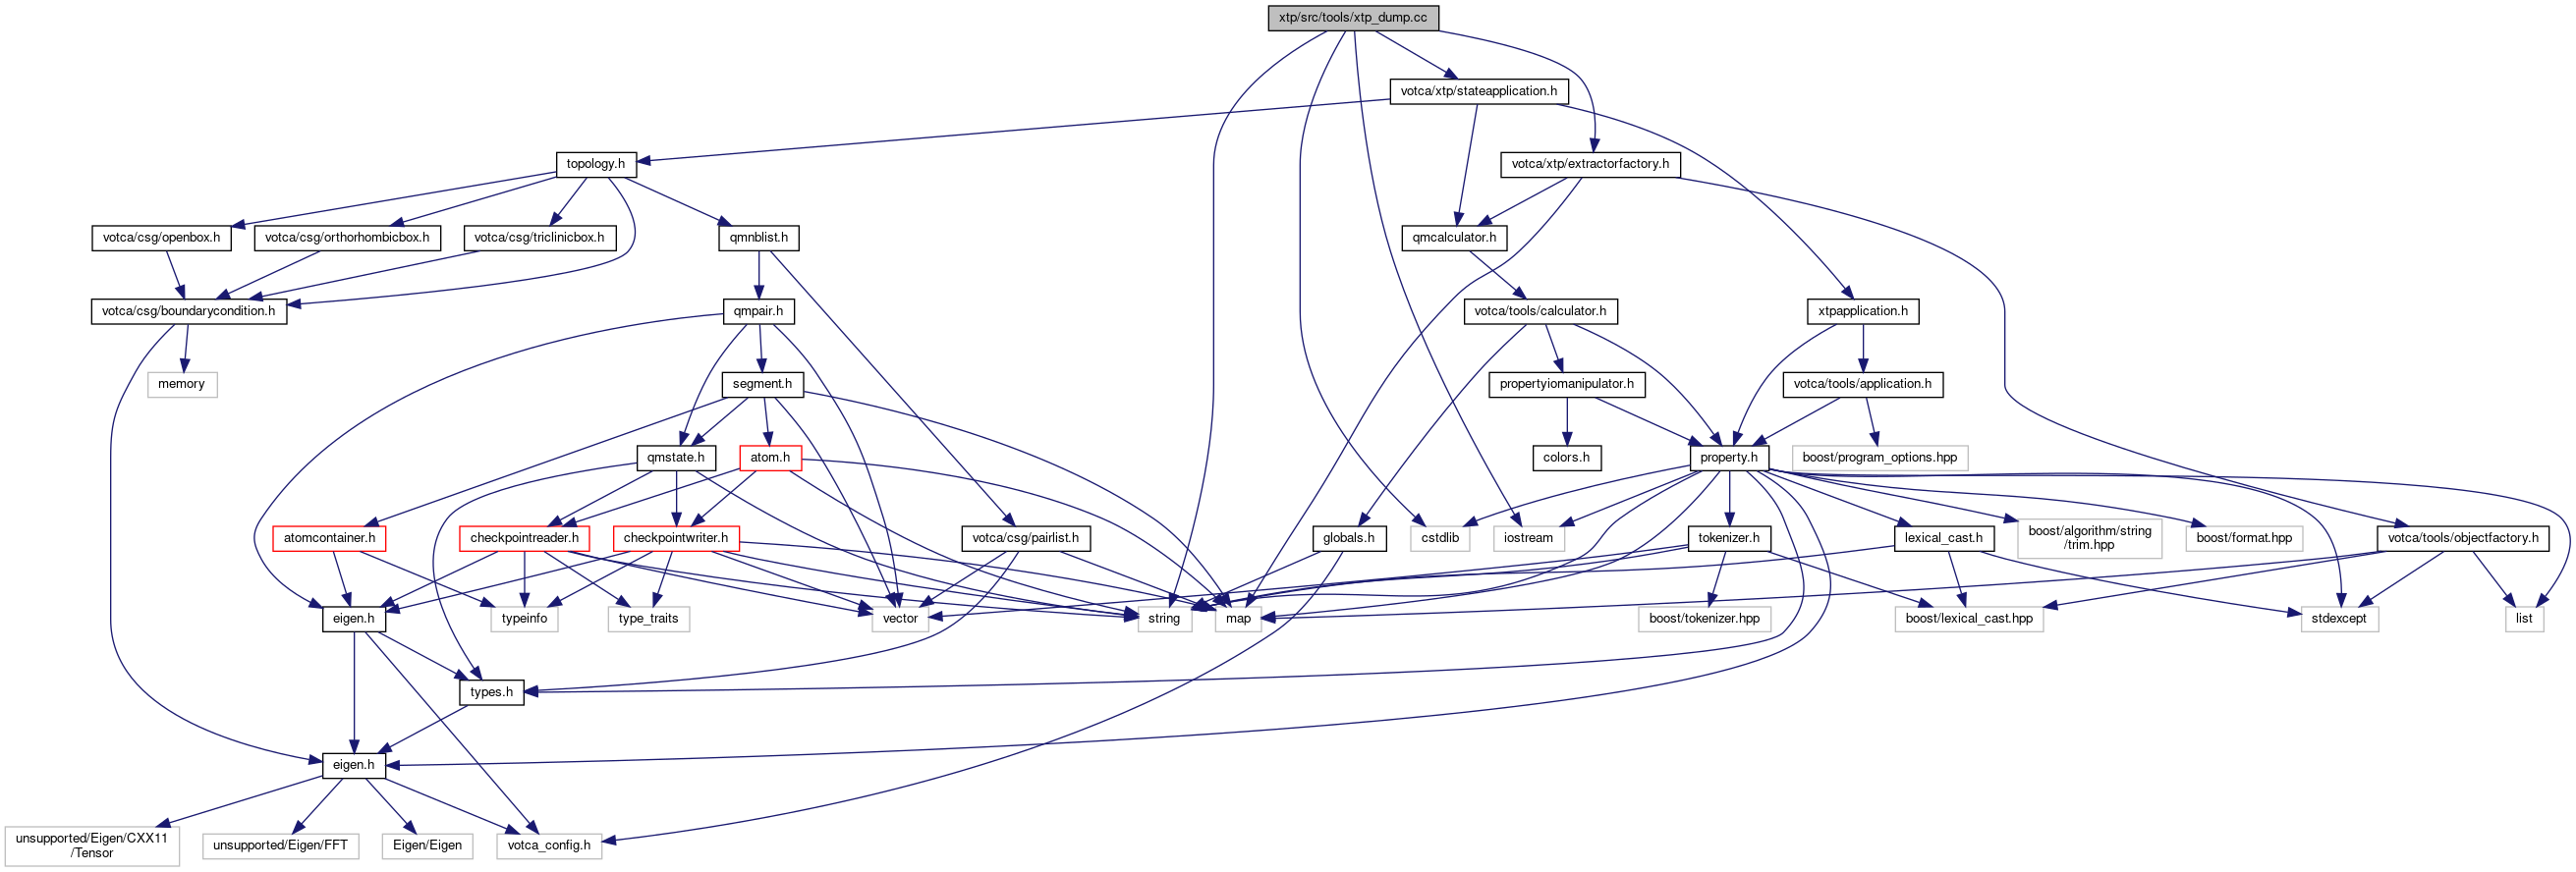 xtp/src/tools/xtp_dump.cc
votca/xtp/stateapplication.h
topology.h
votca/xtp/extractorfactory.h
votca/csg/openbox.h
votca/csg/orthorhombicbox.h
votca/csg/triclinicbox.h
qmnblist.h
qmcalculator.h
votca/csg/boundarycondition.h
qmpair.h
votca/tools/calculator.h
xtpapplication.h
memory
segment.h
propertyiomanipulator.h
votca/tools/application.h
qmstate.h
atom.h
colors.h
property.h
boost/program_options.hpp
atomcontainer.h
checkpointreader.h
checkpointwriter.h
votca/csg/pairlist.h
globals.h
cstdlib
iostream
tokenizer.h
lexical_cast.h
boost/algorithm/string
/trim.hpp
boost/format.hpp
votca/tools/objectfactory.h
eigen.h
typeinfo
type_traits
vector
string
map
boost/tokenizer.hpp
boost/lexical_cast.hpp
stdexcept
list
types.h
eigen.h
unsupported/Eigen/CXX11
/Tensor
unsupported/Eigen/FFT
Eigen/Eigen
votca_config.h